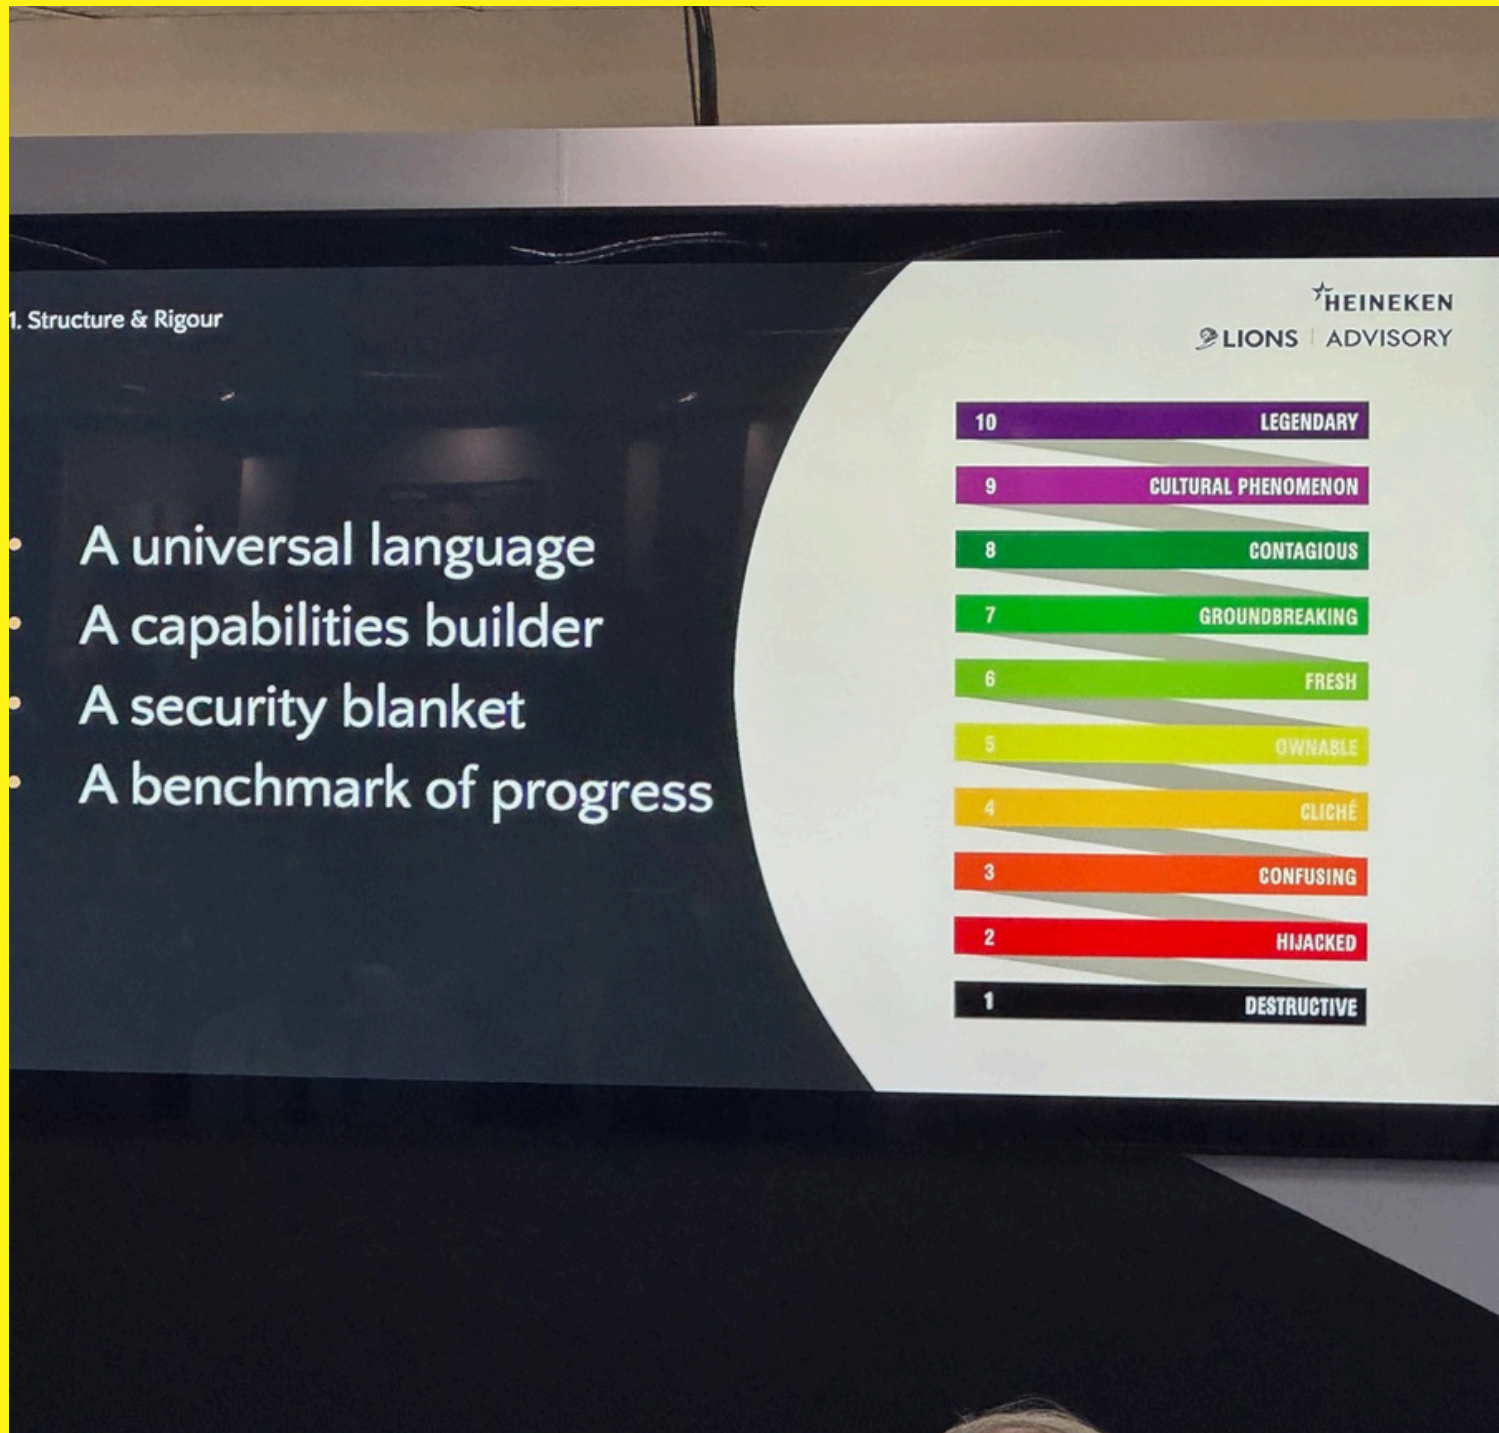 1. Structure & Rigour
HEINEKEN
LIONS | ADVISORY
• A universal language
• A capabilities builder
• A security blanket
• A benchmark of progress
10 LEGENDARY
9 CULTURAL PHENOMENON
8 CONTAGIOUS
7 GROUNDBREAKING
6 FRESH
5 OWNABLE
4 CLICHÉ
3 CONFUSING
2 HIJACKED
1 DESTRUCTIVE